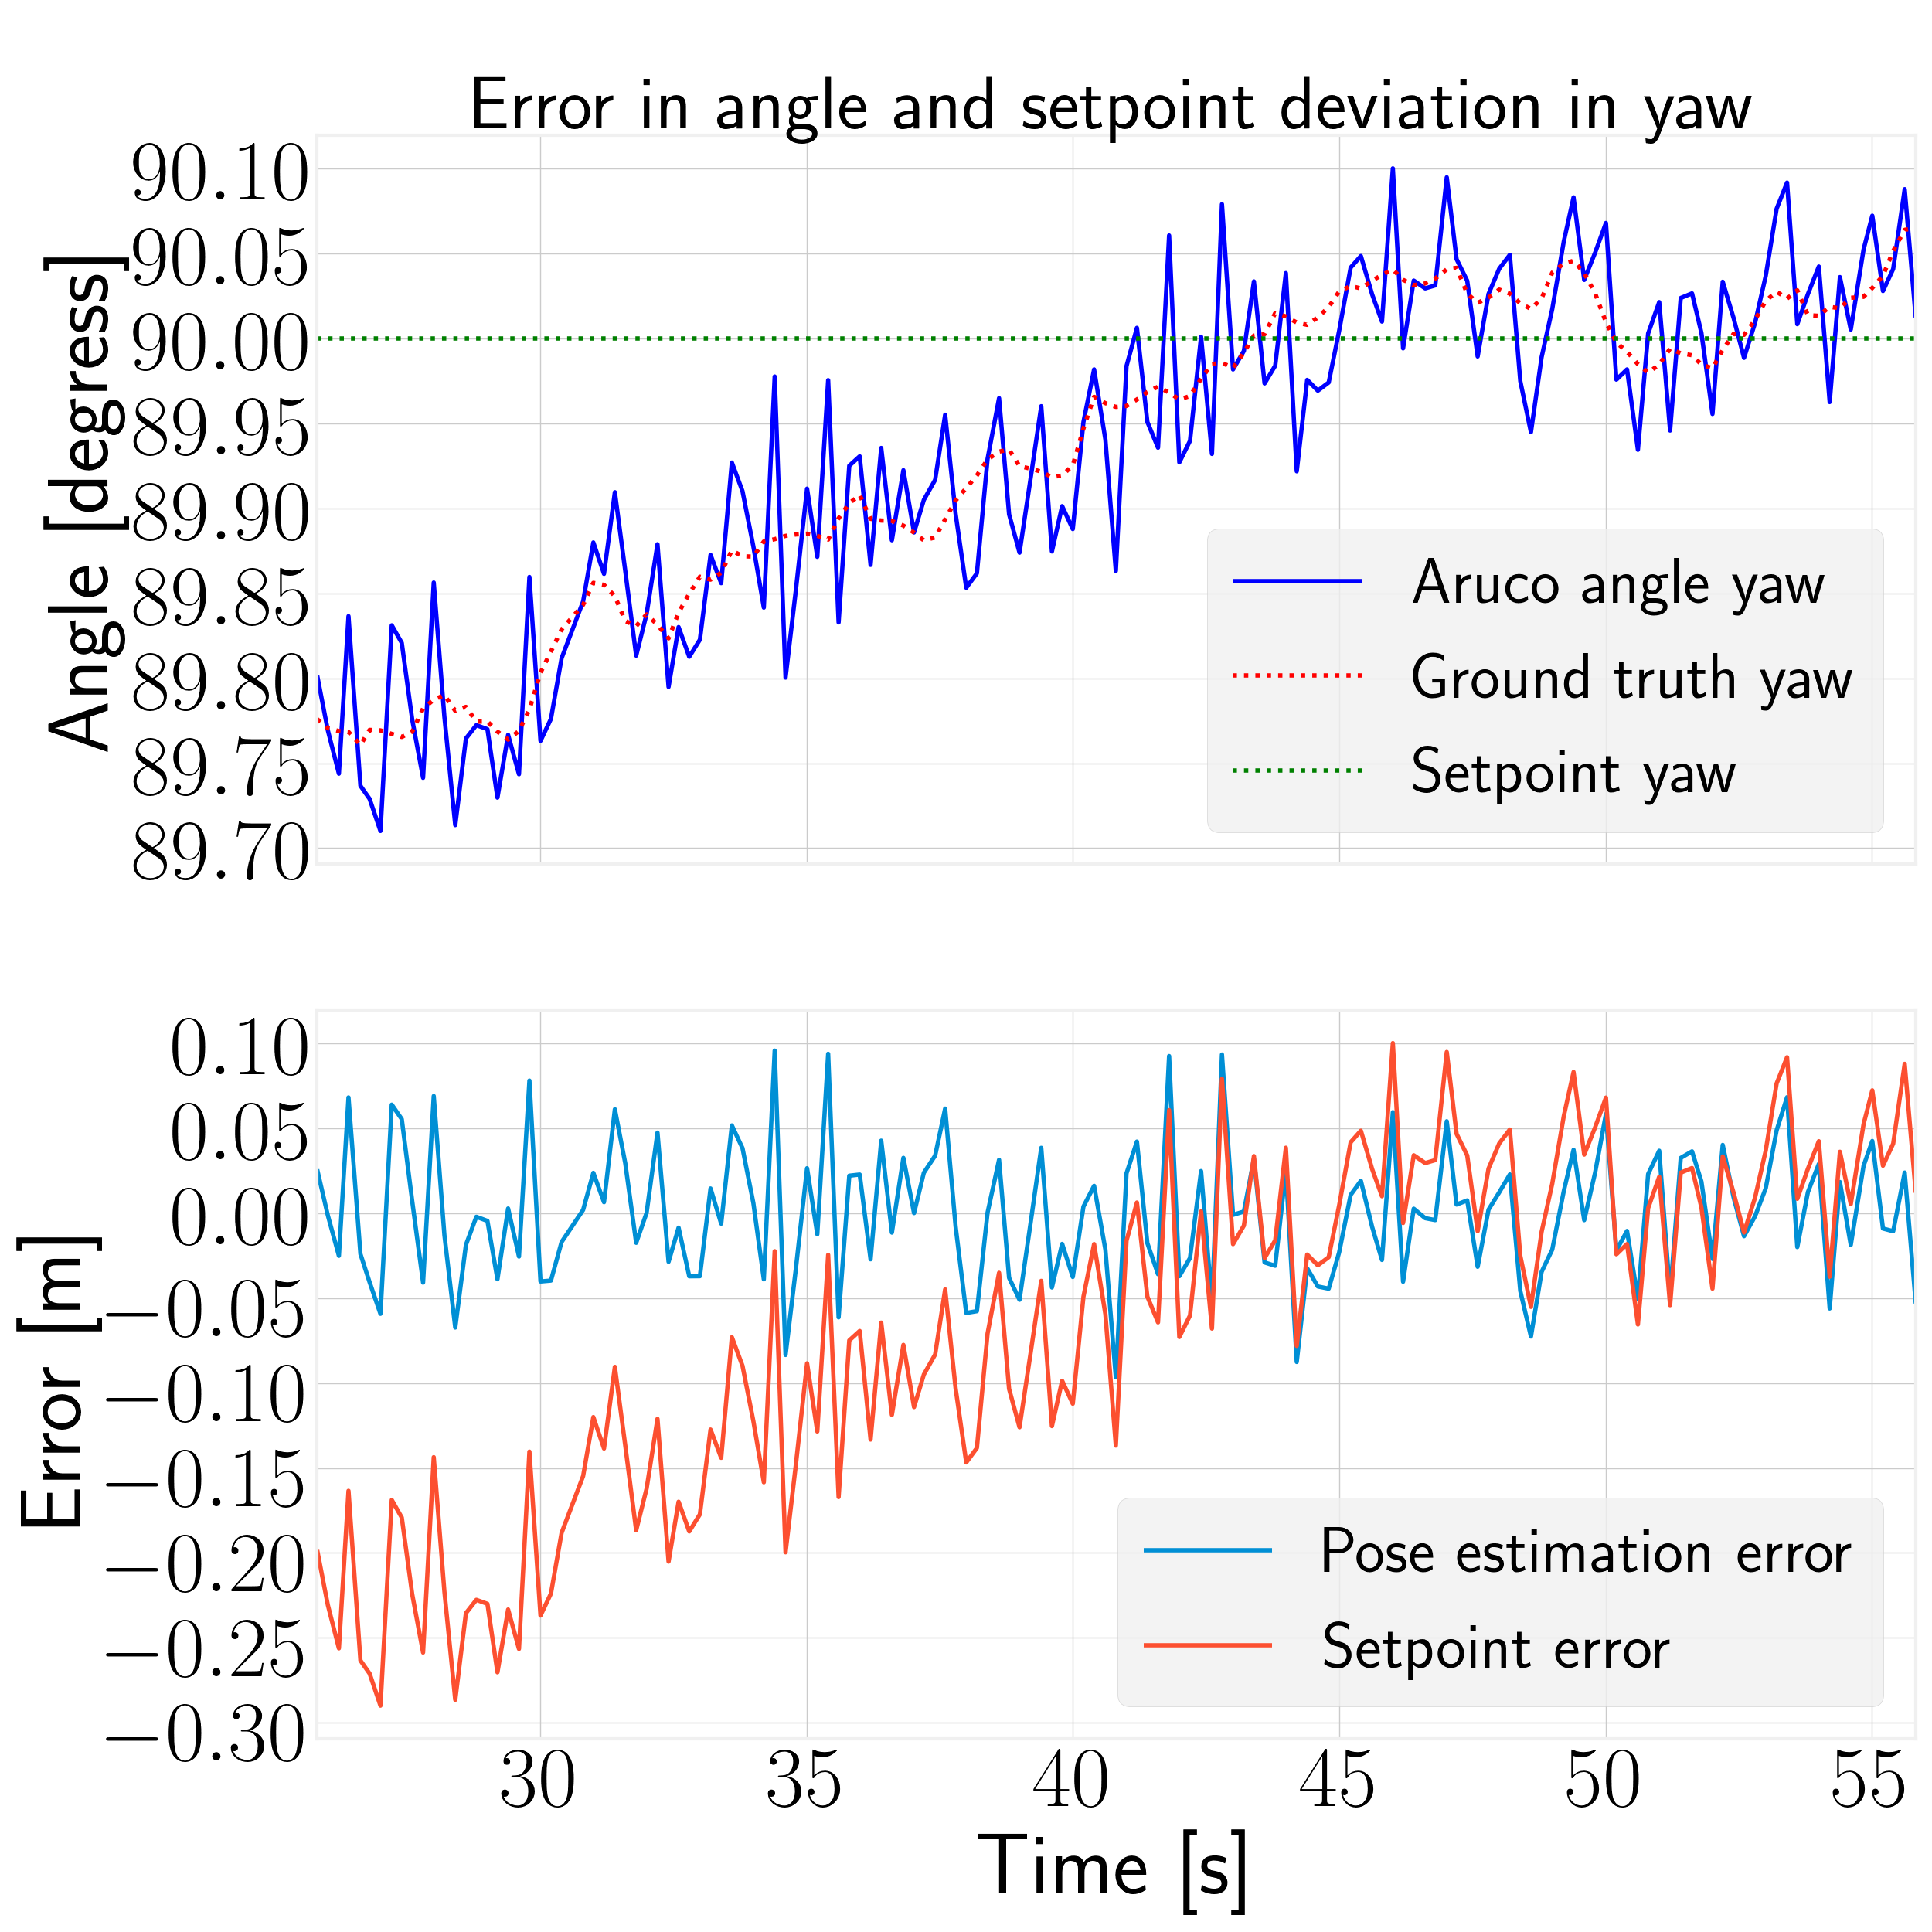 Error in angle and setpoint deviation in yaw
Angle [degress]
90.10
90.05
90.00
89.95
89.90
89.85
89.80
89.75
89.70
Aruco angle yaw
Ground truth yaw
Setpoint yaw
Error [m]
0.10
0.05
0.00
−0.05
−0.10
−0.15
−0.20
−0.25
−0.30
Pose estimation error
Setpoint error
30 35 40 45 50 55
Time [s]